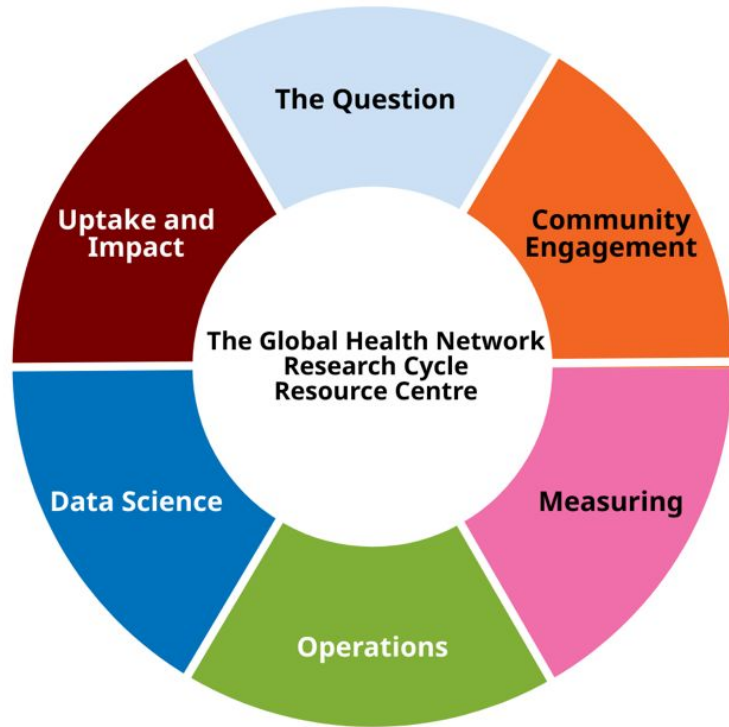 The Question
Community
Engagement
Measuring
Operations
Data Science
Uptake and
Impact
The Global Health Network
Research Cycle
Resource Centre